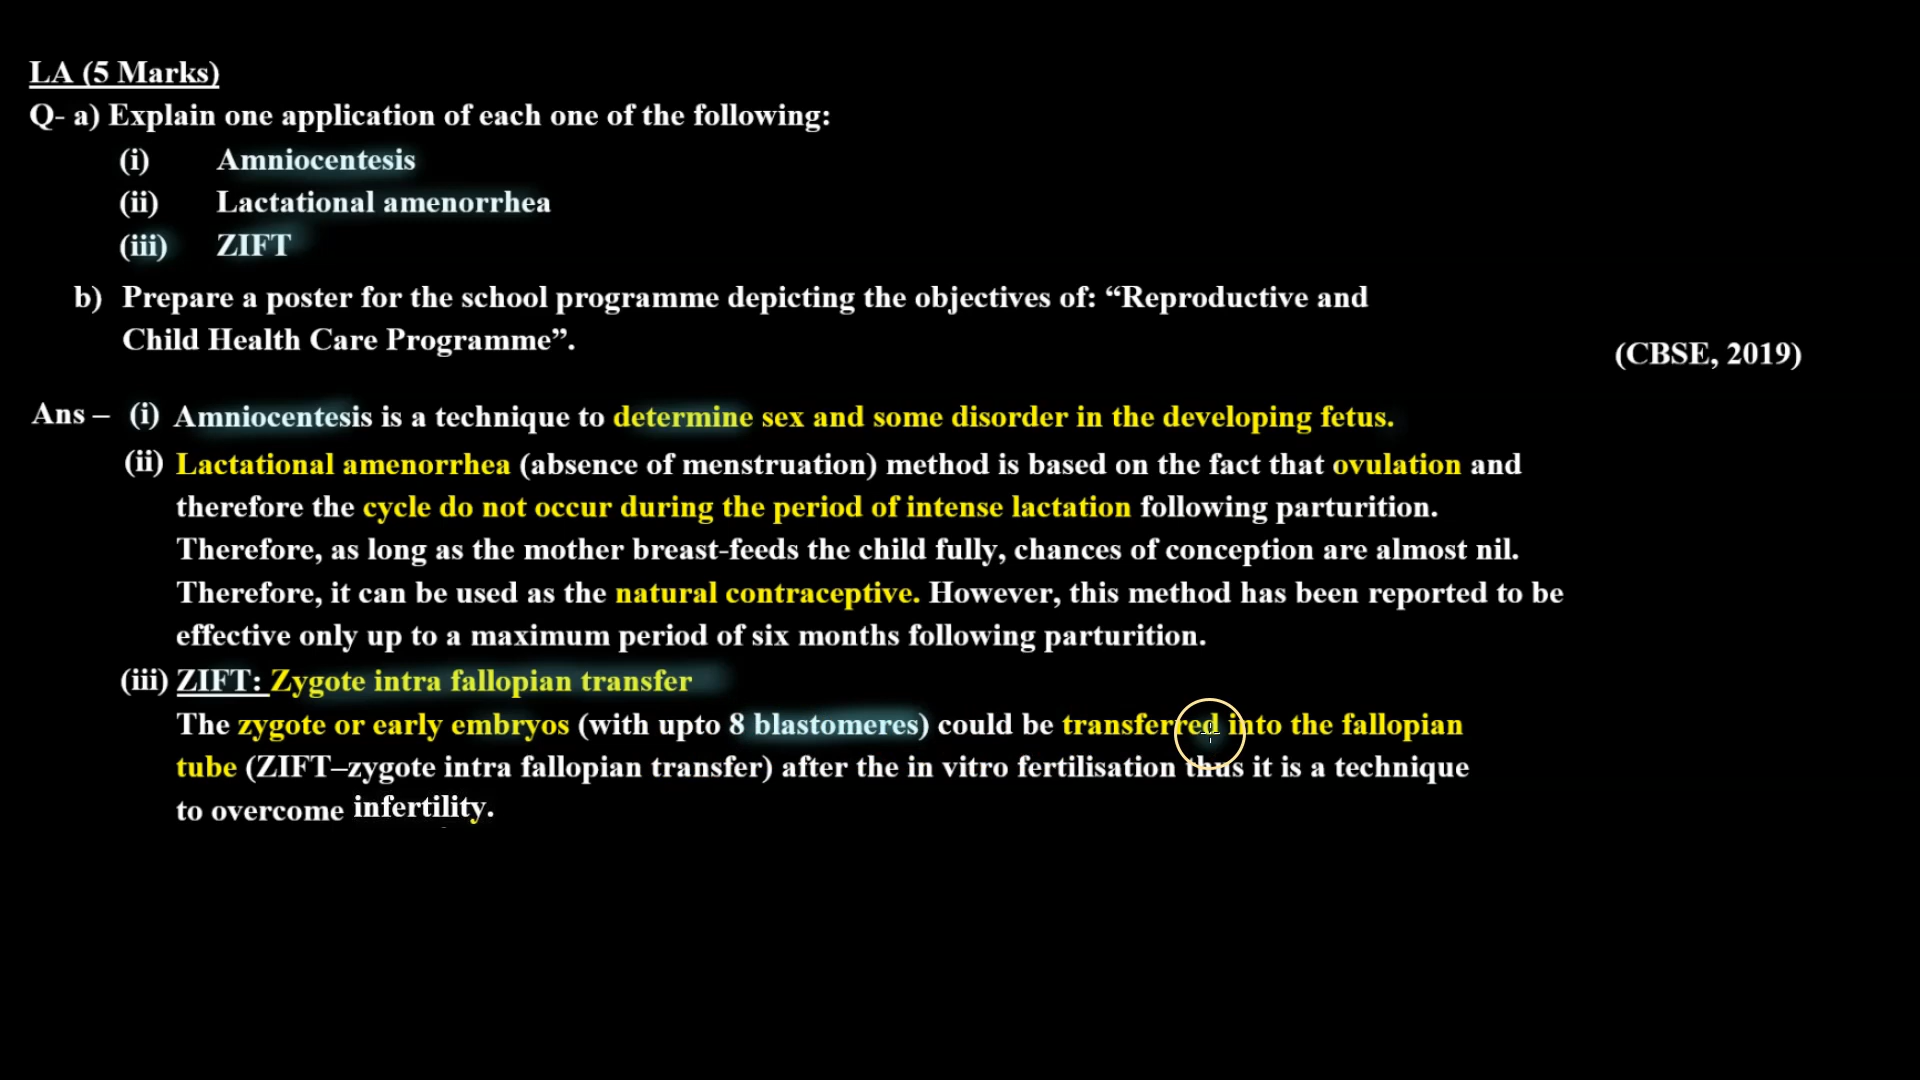 LA (5 Marks)
Q- a) Explain one application of each one of the following:
(i) Amniocentesis
(ii) Lactational amenorrhea
(iii) ZIFT
b) Prepare a poster for the school programme depicting the objectives of: “Reproductive and
Child Health Care Programme”.
(CBSE, 2019)
Ans – (i) Amniocentesis is a technique to determine sex and some disorder in the developing fetus.
(ii) Lactational amenorrhea (absence of menstruation) method is based on the fact that ovulation and
therefore the cycle do not occur during the period of intense lactation following parturition.
Therefore, as long as the mother breast-feeds the child fully, chances of conception are almost nil.
Therefore, it can be used as the natural contraceptive. However, this method has been reported to be
effective only up to a maximum period of six months following parturition.
(iii) ZIFT: Zygote intra fallopian transfer
The zygote or early embryos (with upto 8 blastomeres) could be transferred into the fallopian
tube (ZIFT–zygote intra fallopian transfer) after the in vitro fertilisation thus it is a technique
to overcome infertility.